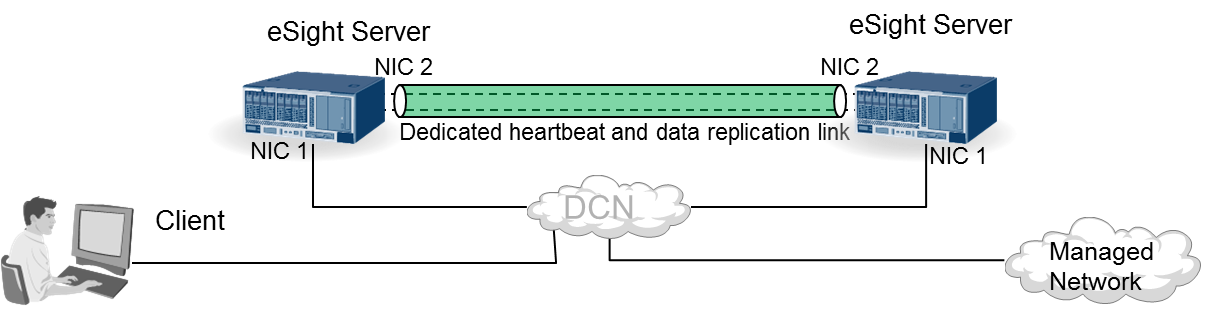 eSight Server
eSight Server
NIC 2
NIC 2
Dedicated heartbeat and data replication link
NIC 1
NIC 1
DCN
Client
Managed
Network